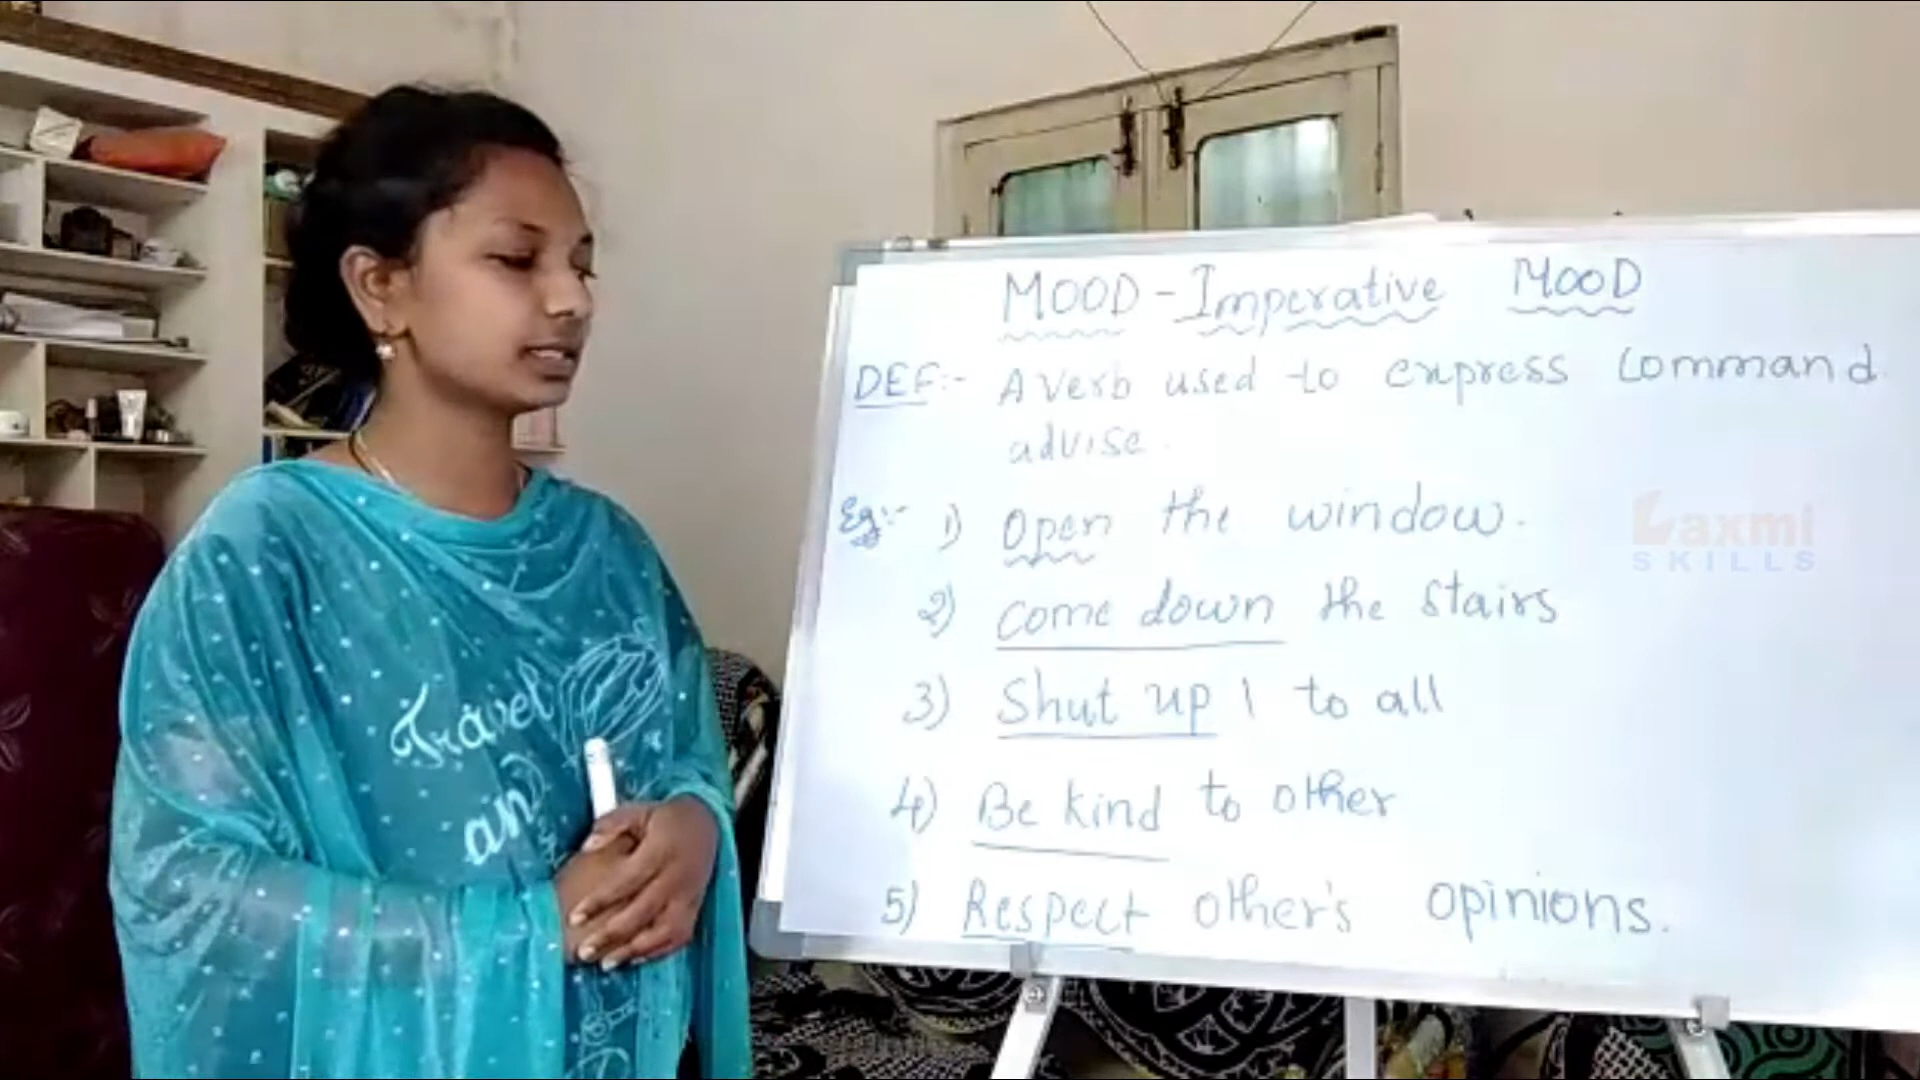 MOOD - Imperative MOOD
DEF:- A verb used to express command
advise.
Eg:- 1) Open the window.
2) Come down the stairs
3) Shut up ! to all
4) Be kind to other
5) Respect other's opinions.
Laxmi
SKILLS
Travel
and